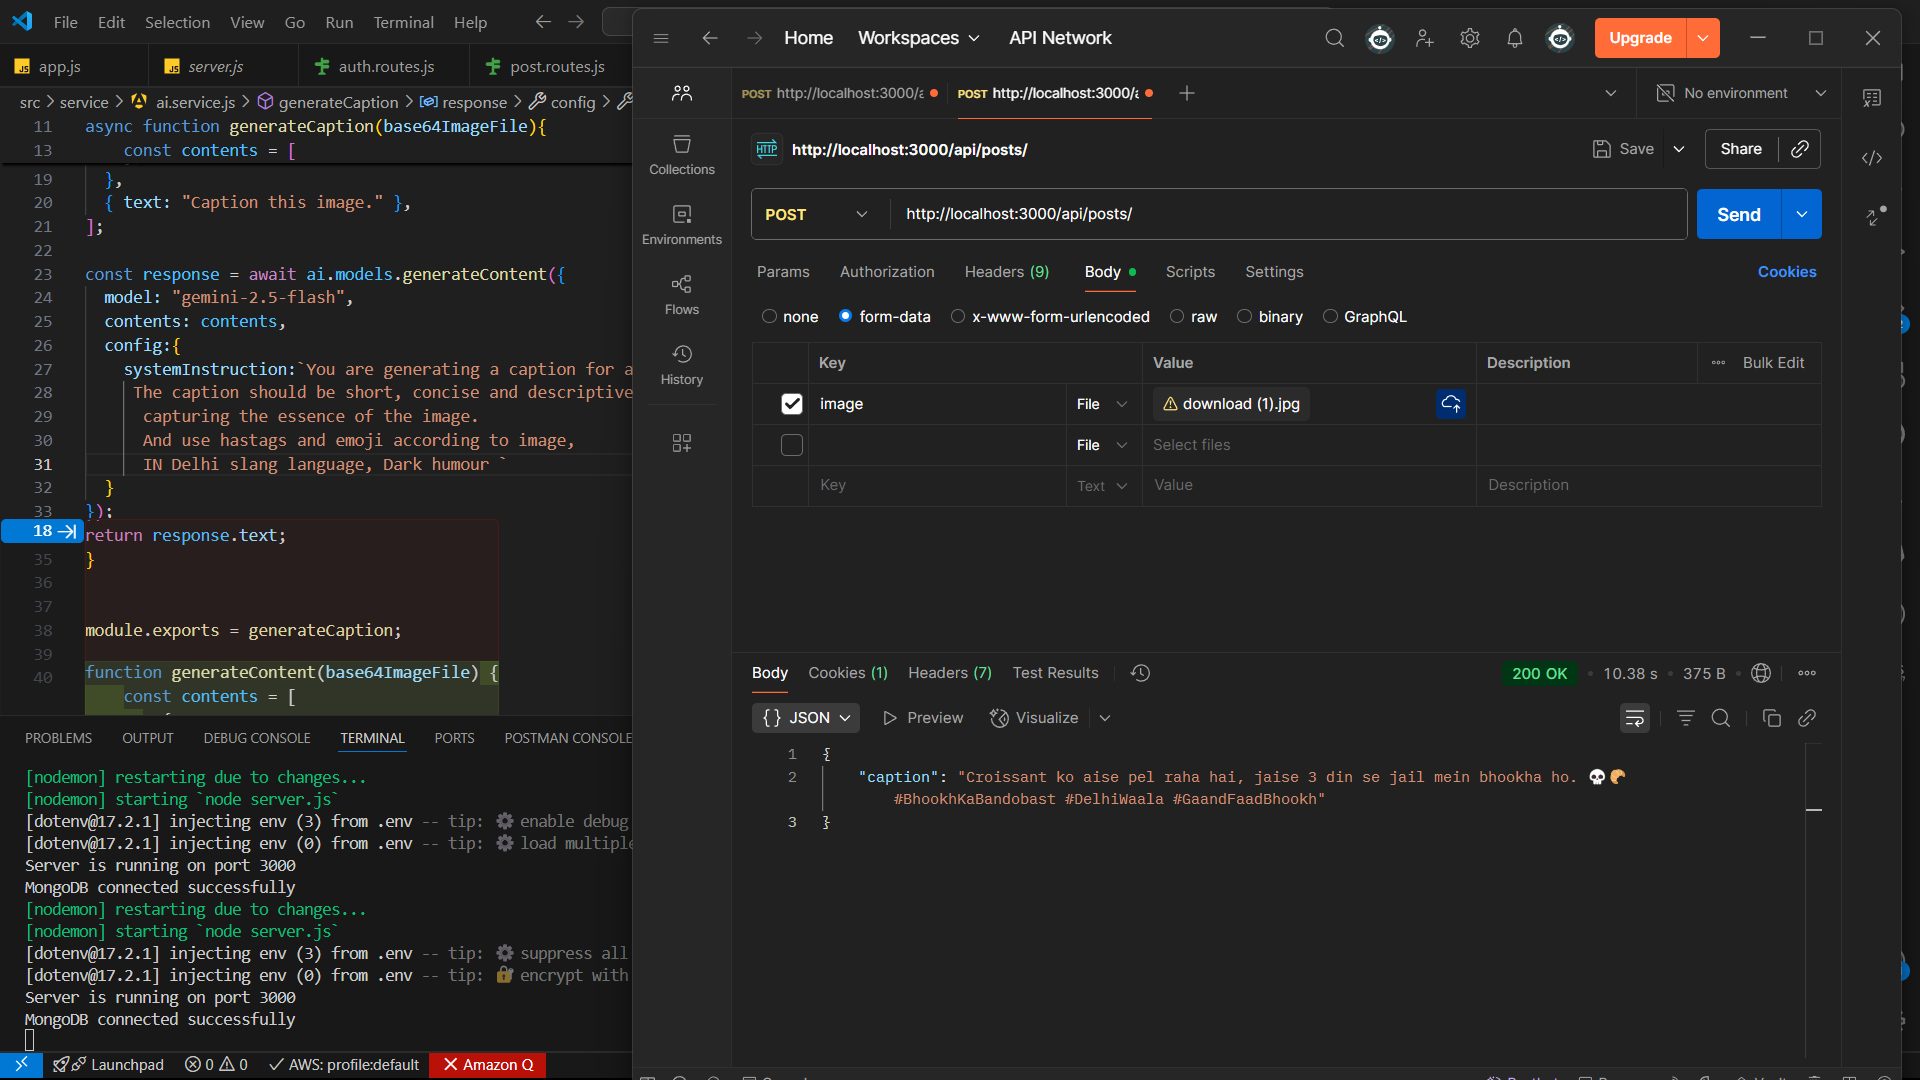 File Edit Selection View Go Run Terminal Help
app.js server.js auth.routes.js post.routes.js
src > service > ai.service.js > generateCaption > response > config >
11 async function generateCaption(base64ImageFile){
13 const contents = [
19 },
20 { text: "Caption this image." },
21 ];
22
23 const response = await ai.models.generateContent({
24 model: "gemini-2.5-flash",
25 contents: contents,
26 config:{
27 systemInstruction:`You are generating a caption for a
28 The caption should be short, concise and descriptive
29 capturing the essence of the image.
30 And use hastags and emoji according to image,
31 IN Delhi slang language, Dark humour `
32 }
33 });
18 return response.text;
35 }
36
37
38 module.exports = generateCaption;
39
40 function generateContent(base64ImageFile) {
const contents = [
PROBLEMS OUTPUT DEBUG CONSOLE TERMINAL PORTS POSTMAN CONSOLE
[nodemon] restarting due to changes...
[nodemon] starting `node server.js`
[dotenv@17.2.1] injecting env (3) from .env -- tip: ⚙️ enable debug
[dotenv@17.2.1] injecting env (0) from .env -- tip: ⚙️ load multiple
Server is running on port 3000
MongoDB connected successfully
[nodemon] restarting due to changes...
[nodemon] starting `node server.js`
[dotenv@17.2.1] injecting env (3) from .env -- tip: ⚙️ suppress all
[dotenv@17.2.1] injecting env (0) from .env -- tip: 🔐 encrypt with
Server is running on port 3000
MongoDB connected successfully
Launchpad 0 0 AWS: profile:default Amazon Q
Home Workspaces API Network Upgrade
POST http://localhost:3000/a POST http://localhost:3000/a No environment
HTTP http://localhost:3000/api/posts/ Save Share
POST http://localhost:3000/api/posts/ Send
Params Authorization Headers (9) Body Scripts Settings Cookies
none form-data x-www-form-urlencoded raw binary GraphQL
Key Value Description Bulk Edit
image File download (1).jpg
File Select files
Key Text Value Description
Collections
Environments
Flows
History
Body Cookies (1) Headers (7) Test Results 200 OK 10.38 s 375 B
{} JSON Preview Visualize
1 {
2 "caption": "Croissant ko aise pel raha hai, jaise 3 din se jail mein bhookha ho. 💀🥐
#BhookhKaBandobast #DelhiWaala #GaandFaadBhookh"
3 }